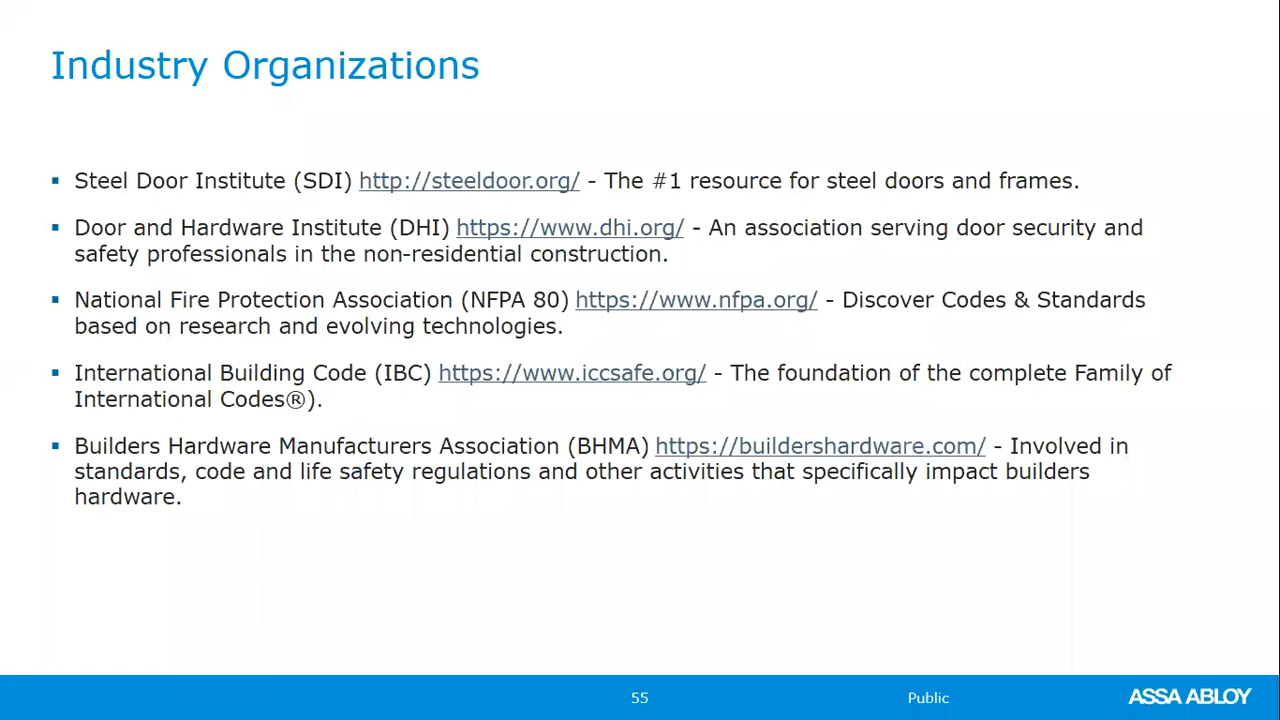 Industry Organizations
▪ Steel Door Institute (SDI) http://steeldoor.org/ - The #1 resource for steel doors and frames.
▪ Door and Hardware Institute (DHI) https://www.dhi.org/ - An association serving door security and
safety professionals in the non-residential construction.
▪ National Fire Protection Association (NFPA 80) https://www.nfpa.org/ - Discover Codes & Standards
based on research and evolving technologies.
▪ International Building Code (IBC) https://www.iccsafe.org/ - The foundation of the complete Family of
International Codes®).
▪ Builders Hardware Manufacturers Association (BHMA) https://buildershardware.com/ - Involved in
standards, code and life safety regulations and other activities that specifically impact builders
hardware.
55 Public ASSA ABLOY